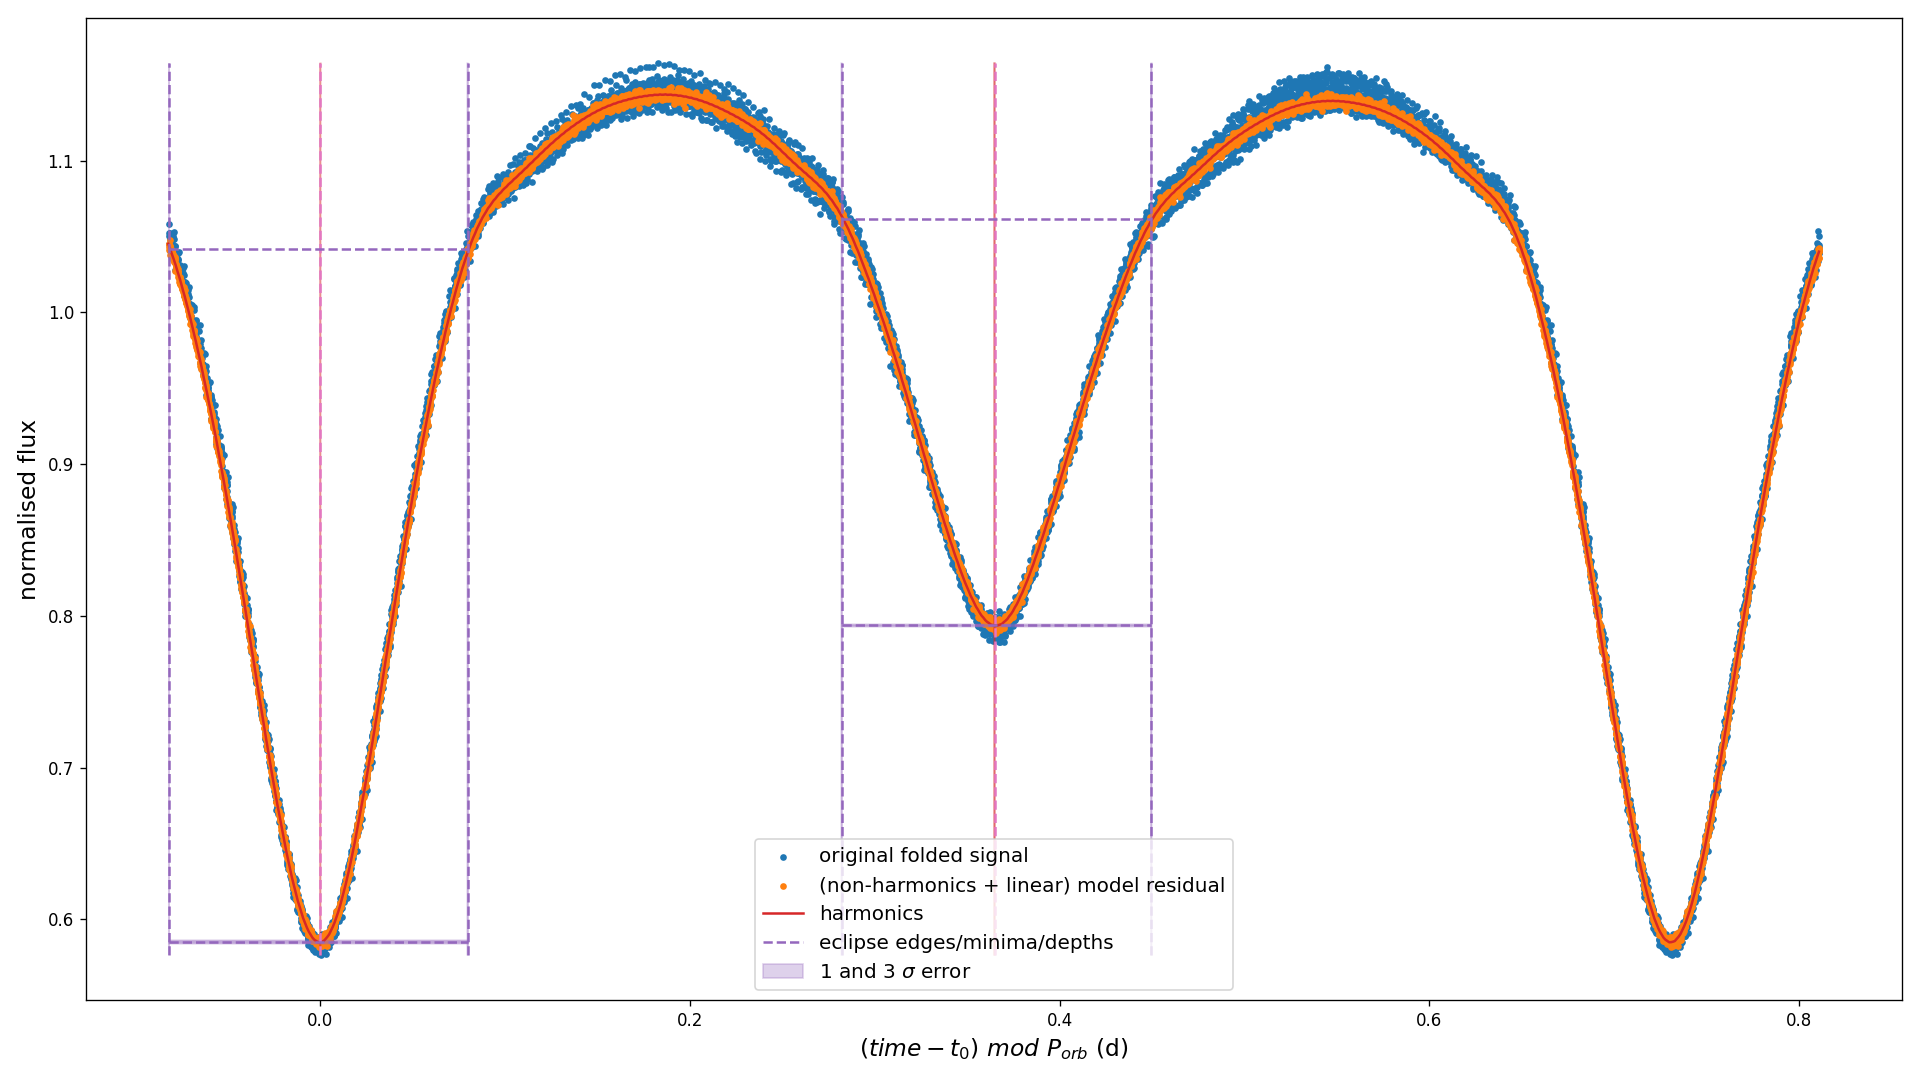 normalised flux
1.1
1.0
0.9
0.8
0.7
0.6
0.0
0.2
0.4
0.6
0.8
(time − t₀) mod Pₒᵣb (d)
original folded signal
(non-harmonics + linear) model residual
harmonics
eclipse edges/minima/depths
1 and 3 σ error